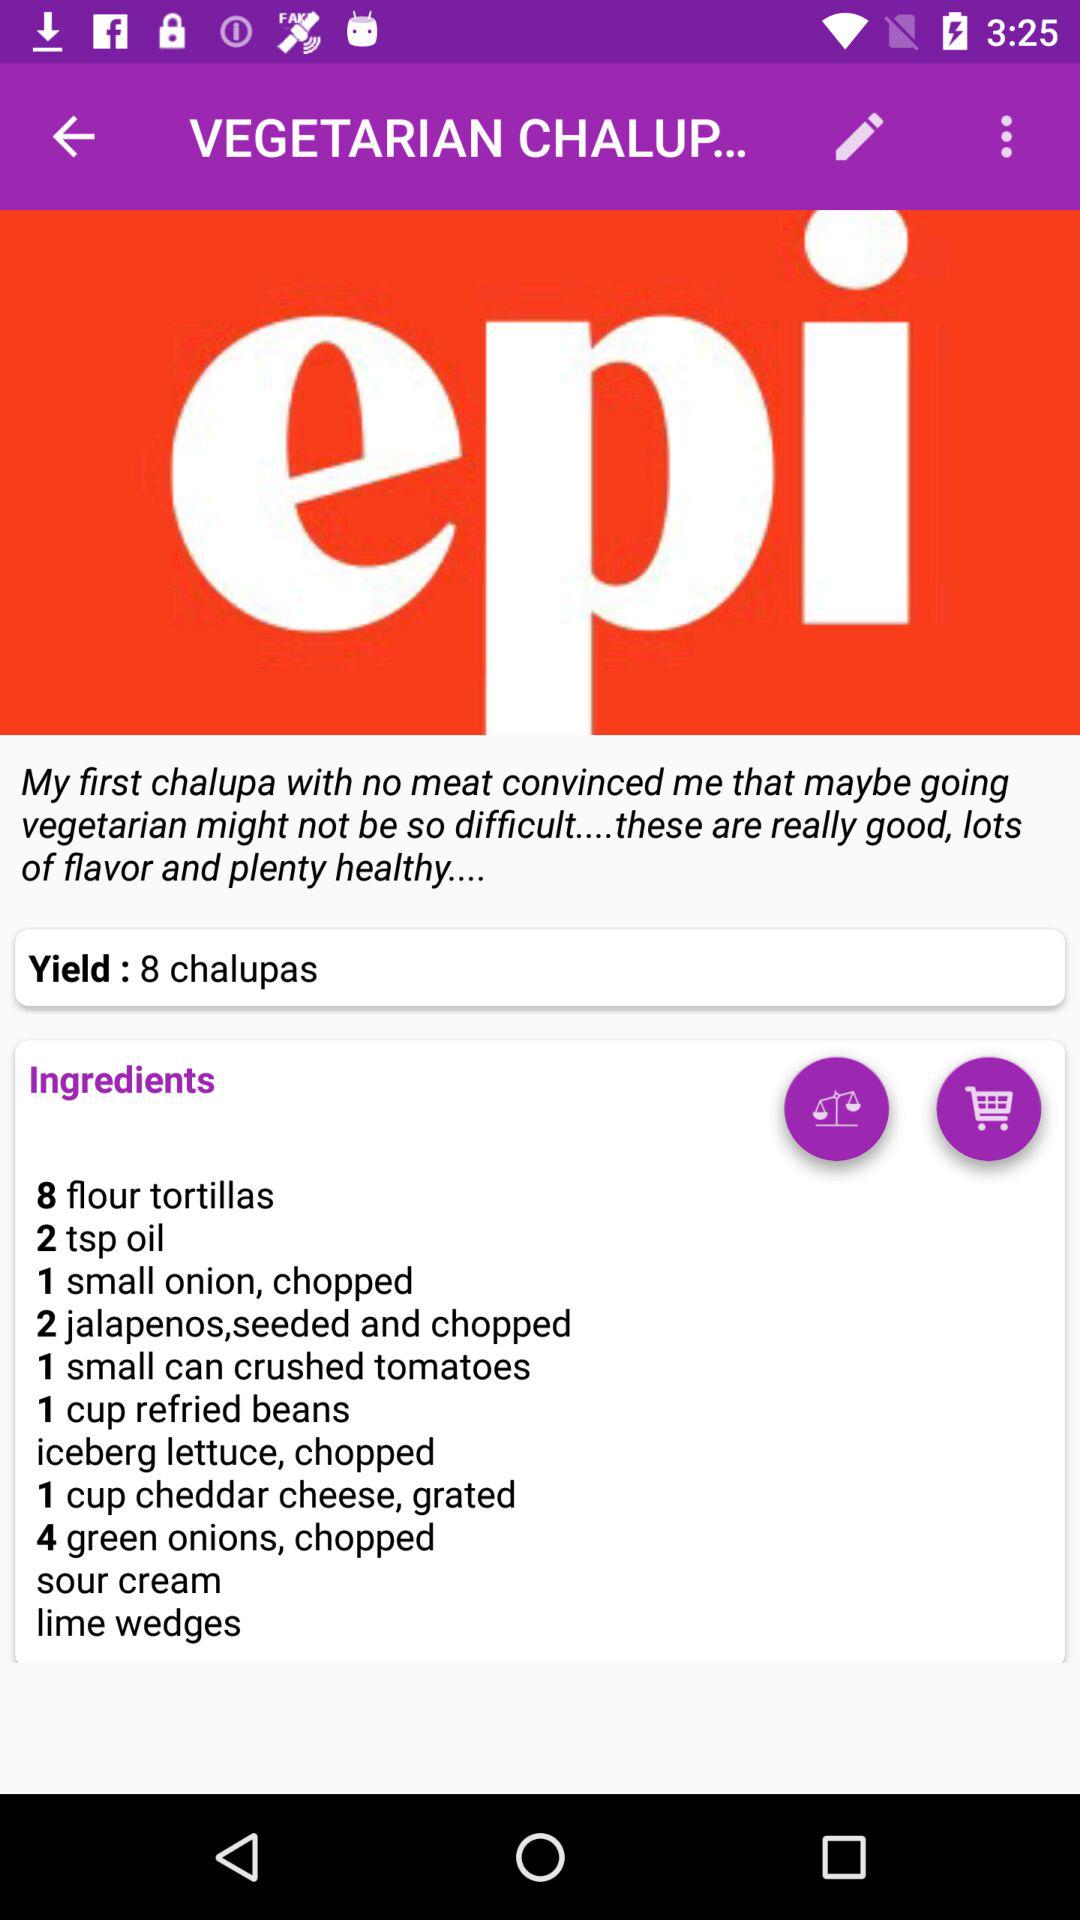 FAKE
3:25
VEGETARIAN CHALUP...
epi
My first chalupa with no meat convinced me that maybe going
vegetarian might not be so difficult....these are really good, lots
of flavor and plenty healthy....
Yield : 8 chalupas
Ingredients
8 flour tortillas
2 tsp oil
1 small onion, chopped
2 jalapenos,seeded and chopped
1 small can crushed tomatoes
1 cup refried beans
iceberg lettuce, chopped
1 cup cheddar cheese, grated
4 green onions, chopped
sour cream
lime wedges